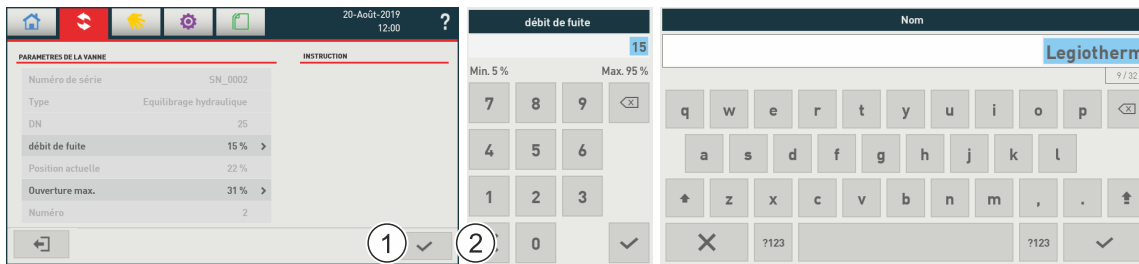 20-Août-2019
12:00
?
PARAMETRES DE LA VANNE
INSTRUCTION
Numéro de série SN_0002
Type Equilibrage hydraulique
DN 25
débit de fuite 15 % >
Position actuelle 22 %
Ouverture max. 31 % >
Numéro 2
1
2
débit de fuite
15
Min. 5 % Max. 95 %
7 8 9
4 5 6
1 2 3
0
Nom
Legiotherm
9 / 32
q w e r t y u i o p
a s d f g h j k l
z x c v b n m , .
?123 ?123